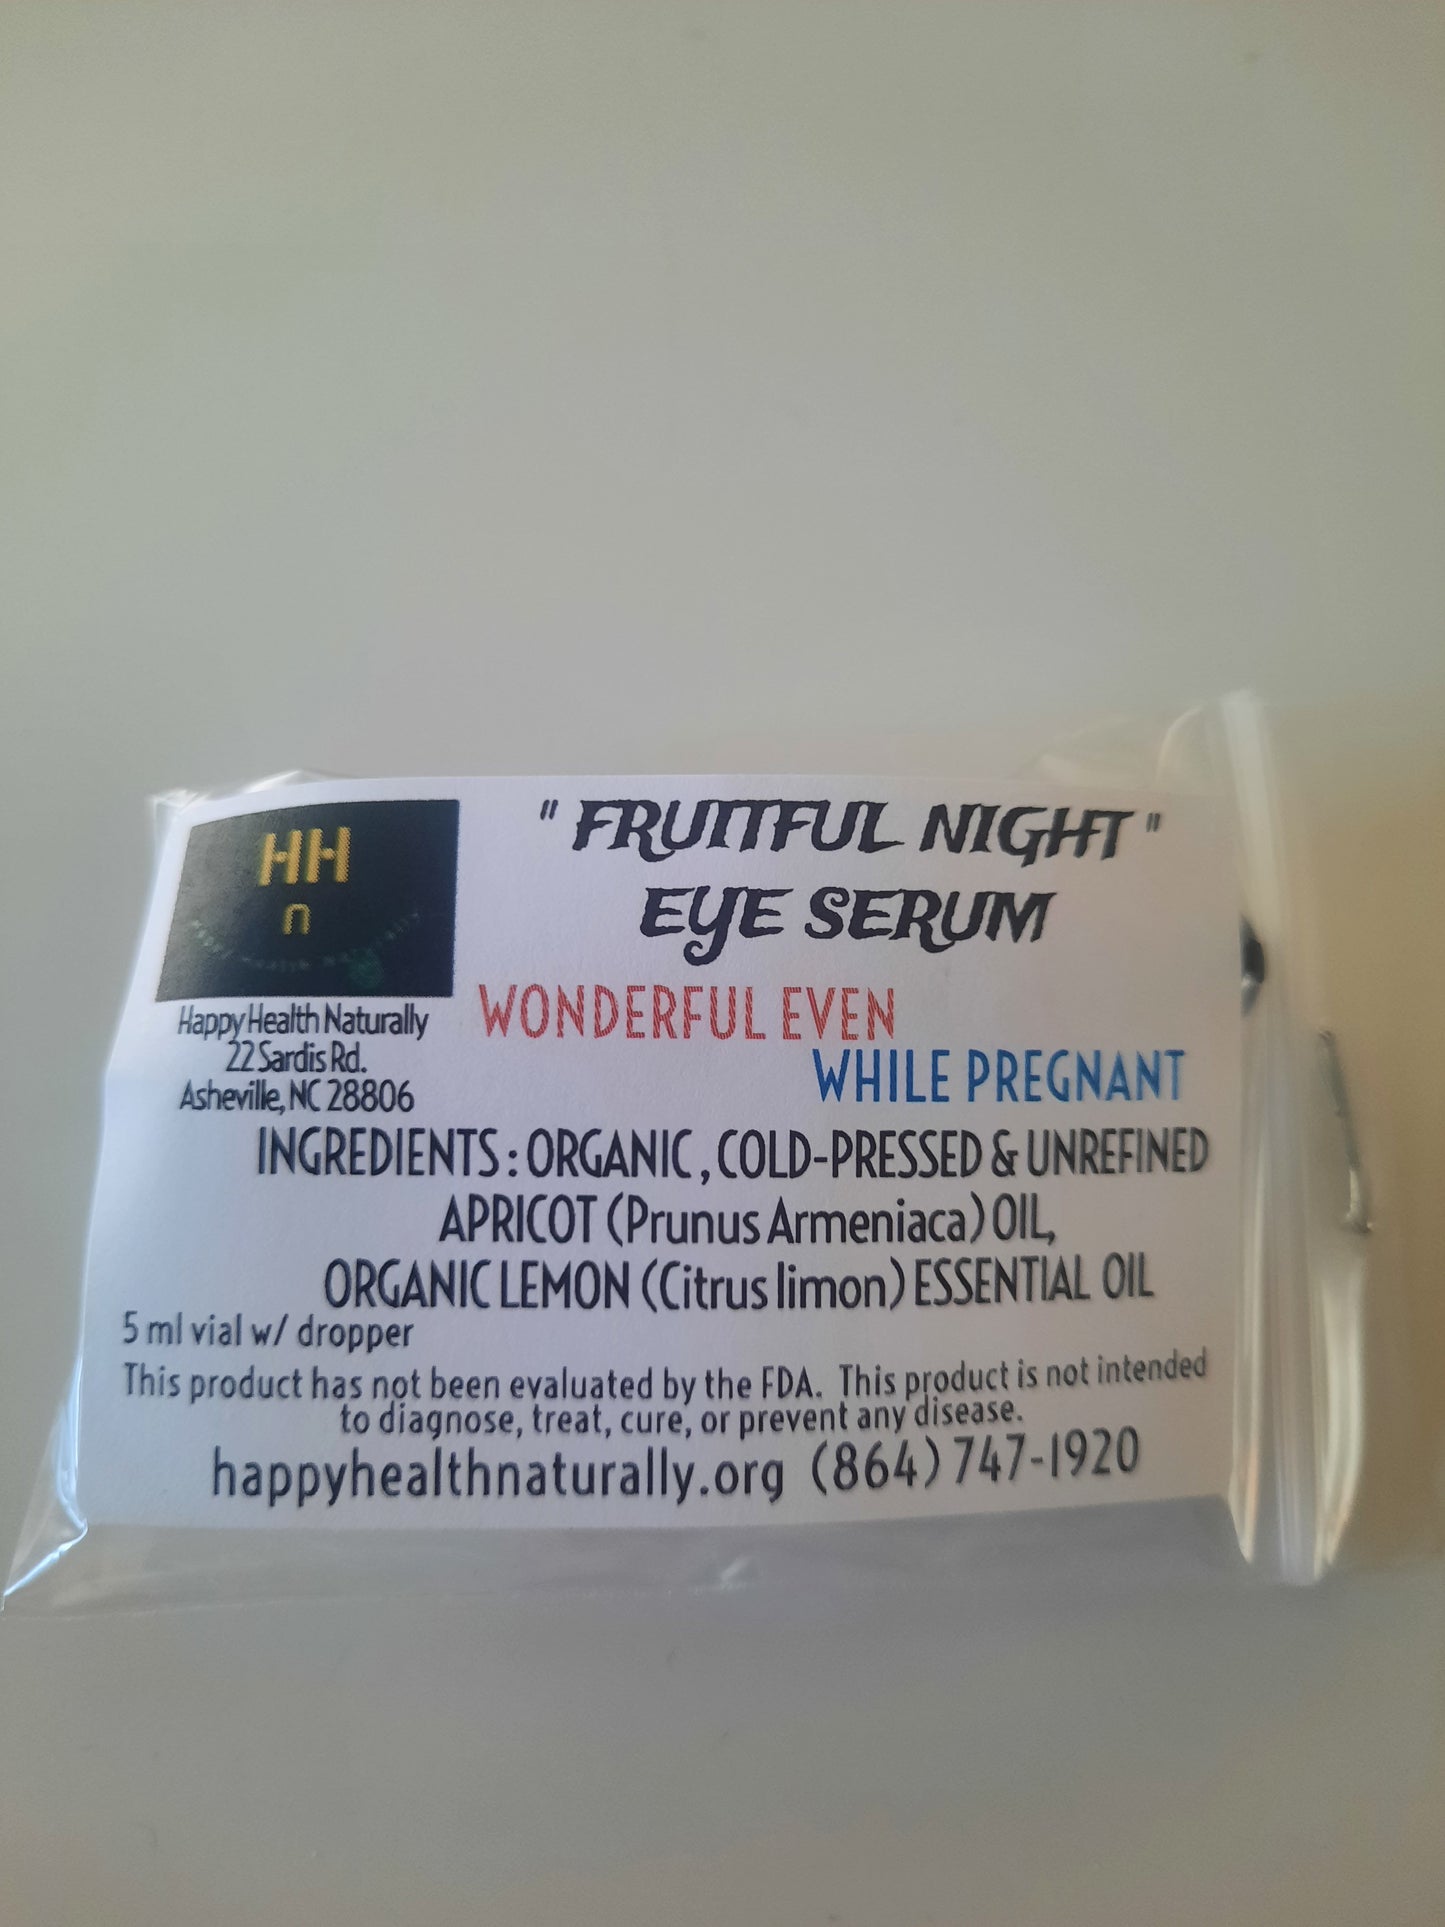 HH
n
Happy Health Naturally
22 Sardis Rd.
Asheville, NC 28806
" FRUITFUL NIGHT "
EYE SERUM
WONDERFUL EVEN
WHILE PREGNANT
INGREDIENTS : ORGANIC , COLD-PRESSED & UNREFINED
APRICOT (Prunus Armeniaca) OIL,
ORGANIC LEMON (Citrus limon) ESSENTIAL OIL
5 ml vial w/ dropper
This product has not been evaluated by the FDA. This product is not intended
to diagnose, treat, cure, or prevent any disease.
happyhealthnaturally.org (864) 747-1920